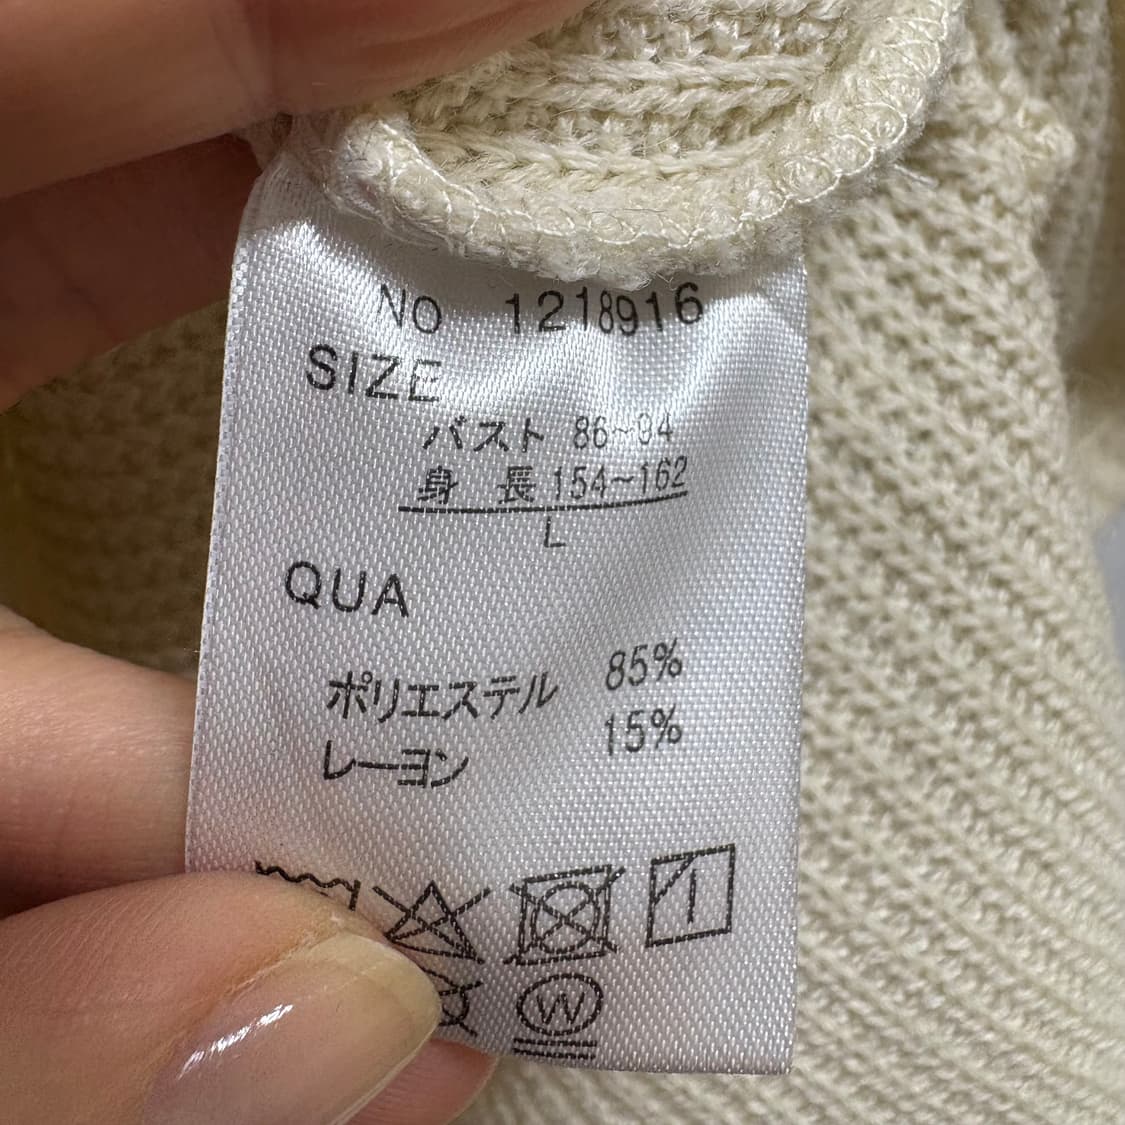 NO 1218916
SIZE
バスト 86~94
身 長 154~162
L
QUA
ポリエステル 85%
レーヨン 15%
W